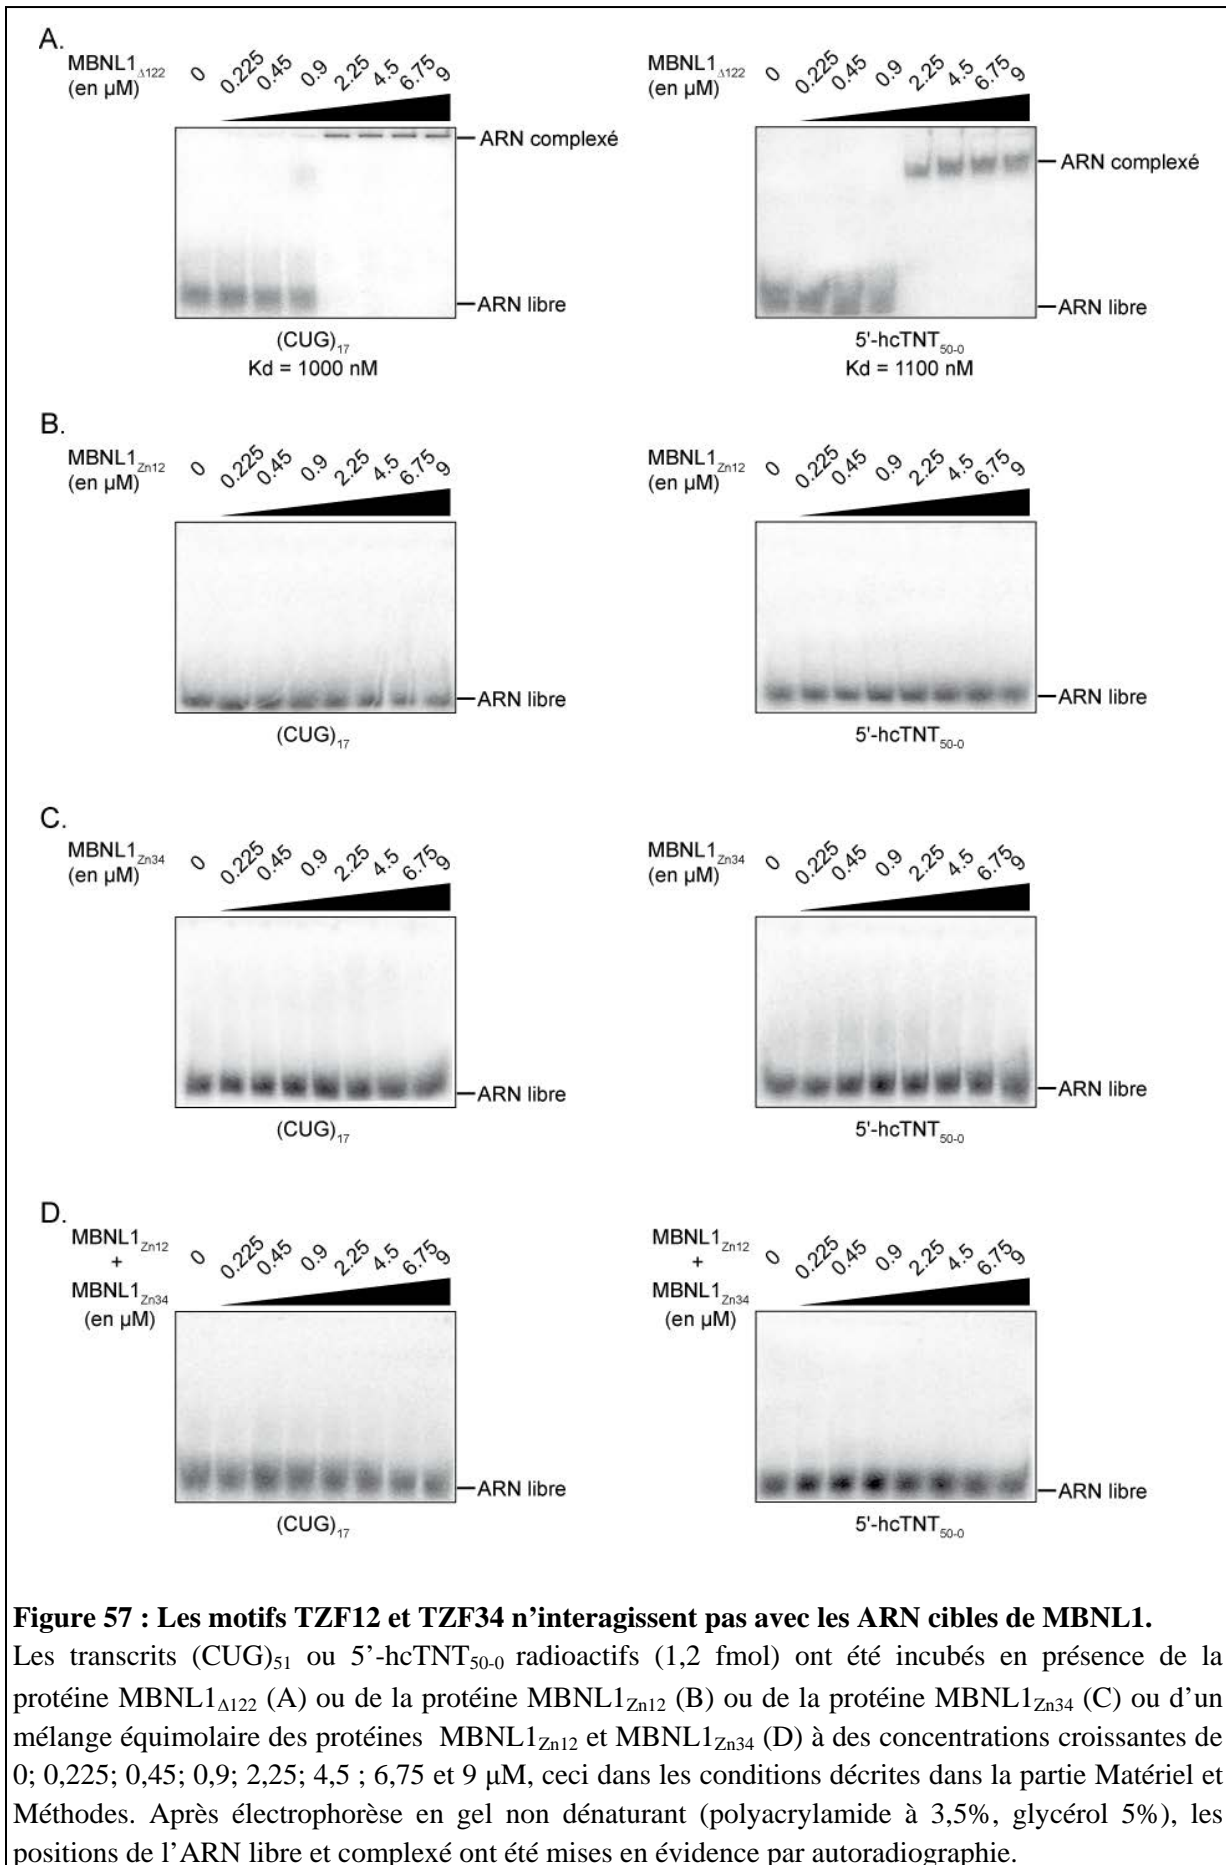 A.
MBNL1Δ122
(en µM)
0 0.225 0.45 0.9 2.25 4.5 6.75 9
ARN complexé
ARN libre
(CUG)17
Kd = 1000 nM
MBNL1Δ122
(en µM)
0 0.225 0.45 0.9 2.25 4.5 6.75 9
ARN complexé
ARN libre
5'-hcTNT50-0
Kd = 1100 nM
B.
MBNL1Zn12
(en µM)
0 0.225 0.45 0.9 2.25 4.5 6.75 9
ARN libre
(CUG)17
MBNL1Zn12
(en µM)
0 0.225 0.45 0.9 2.25 4.5 6.75 9
ARN libre
5'-hcTNT50-0
C.
MBNL1Zn34
(en µM)
0 0.225 0.45 0.9 2.25 4.5 6.75 9
ARN libre
(CUG)17
MBNL1Zn34
(en µM)
0 0.225 0.45 0.9 2.25 4.5 6.75 9
ARN libre
5'-hcTNT50-0
D.
MBNL1Zn12
+
MBNL1Zn34
(en µM)
0 0.225 0.45 0.9 2.25 4.5 6.75 9
ARN libre
(CUG)17
MBNL1Zn12
+
MBNL1Zn34
(en µM)
0 0.225 0.45 0.9 2.25 4.5 6.75 9
ARN libre
5'-hcTNT50-0
Figure 57 : Les motifs TZF12 et TZF34 n'interagissent pas avec les ARN cibles de MBNL1.
Les transcrits (CUG)51 ou 5'-hcTNT50-0 radioactifs (1,2 fmol) ont été incubés en présence de la
protéine MBNL1Δ122 (A) ou de la protéine MBNL1Zn12 (B) ou de la protéine MBNL1Zn34 (C) ou d'un
mélange équimolaire des protéines MBNL1Zn12 et MBNL1Zn34 (D) à des concentrations croissantes de
0; 0,225; 0,45; 0,9; 2,25; 4,5 ; 6,75 et 9 µM, ceci dans les conditions décrites dans la partie Matériel et
Méthodes. Après électrophorèse en gel non dénaturant (polyacrylamide à 3,5%, glycérol 5%), les
positions de l'ARN libre et complexé ont été mises en évidence par autoradiographie.